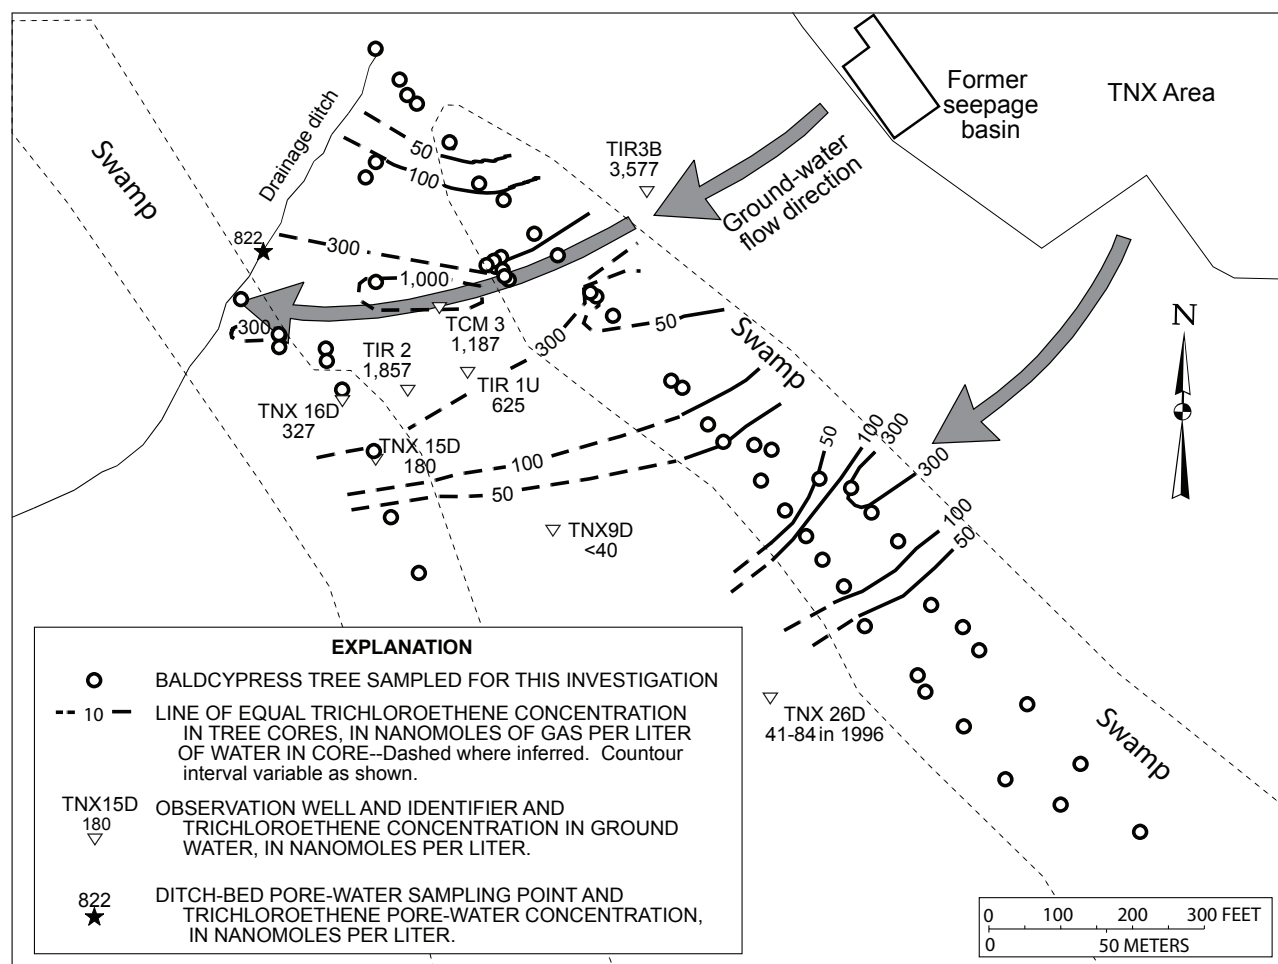 Former
seepage
basin
TNX Area
Swamp
Drainage ditch
50
100
TIR3B
3,577
Ground-water
flow direction
822
300
1,000
300
TCM 3
1,187
300
50
Swamp
N
TIR 2
1,857
TIR 1U
625
TNX 16D
327
TNX 15D
180
100
50
50
100
300
300
100
50
TNX9D
<40
TNX 26D
41-84 in 1996
Swamp
EXPLANATION
BALDCYPRESS TREE SAMPLED FOR THIS INVESTIGATION
10
LINE OF EQUAL TRICHLOROETHENE CONCENTRATION
IN TREE CORES, IN NANOMOLES OF GAS PER LITER
OF WATER IN CORE--Dashed where inferred. Countour
interval variable as shown.
TNX15D
180
OBSERVATION WELL AND IDENTIFIER AND
TRICHLOROETHENE CONCENTRATION IN GROUND
WATER, IN NANOMOLES PER LITER.
822
DITCH-BED PORE-WATER SAMPLING POINT AND
TRICHLOROETHENE PORE-WATER CONCENTRATION,
IN NANOMOLES PER LITER.
0 100 200 300 FEET
0 50 METERS